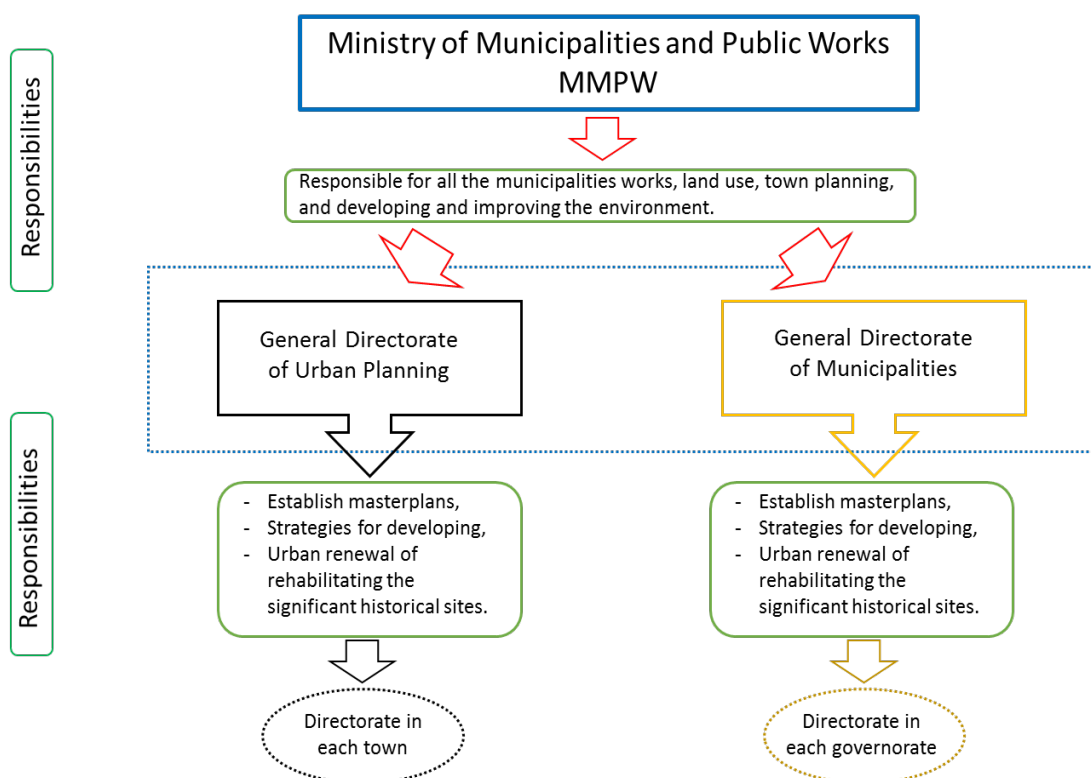 Responsibilities
Ministry of Municipalities and Public Works
MMPW
Responsible for all the municipalities works, land use, town planning,
and developing and improving the environment.
General Directorate
of Urban Planning
General Directorate
of Municipalities
Responsibilities
- Establish masterplans,
- Strategies for developing,
- Urban renewal of
rehabilitating the
significant historical sites.
- Establish masterplans,
- Strategies for developing,
- Urban renewal of
rehabilitating the
significant historical sites.
Directorate in
each town
Directorate in
each governorate